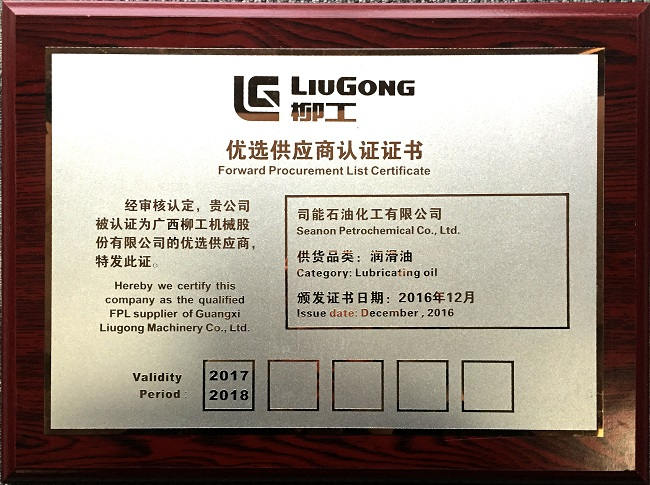 LG LIUGONG
柳工
优选供应商认证证书
Forward Procurement List Certificate
经审核认定，贵公司
被认证为广西柳工机械股
份有限公司的优选供应商，
特发此证。
Hereby we certify this
company as the qualified
FPL supplier of Guangxi
Liugong Machinery Co., Ltd.
司能石油化工有限公司
Seanon Petrochemical Co., Ltd.
供货品类：润滑油
Category: Lubricating oil
颁发证书日期：2016年12月
Issue date: December , 2016
Validity
Period :
2017
2018